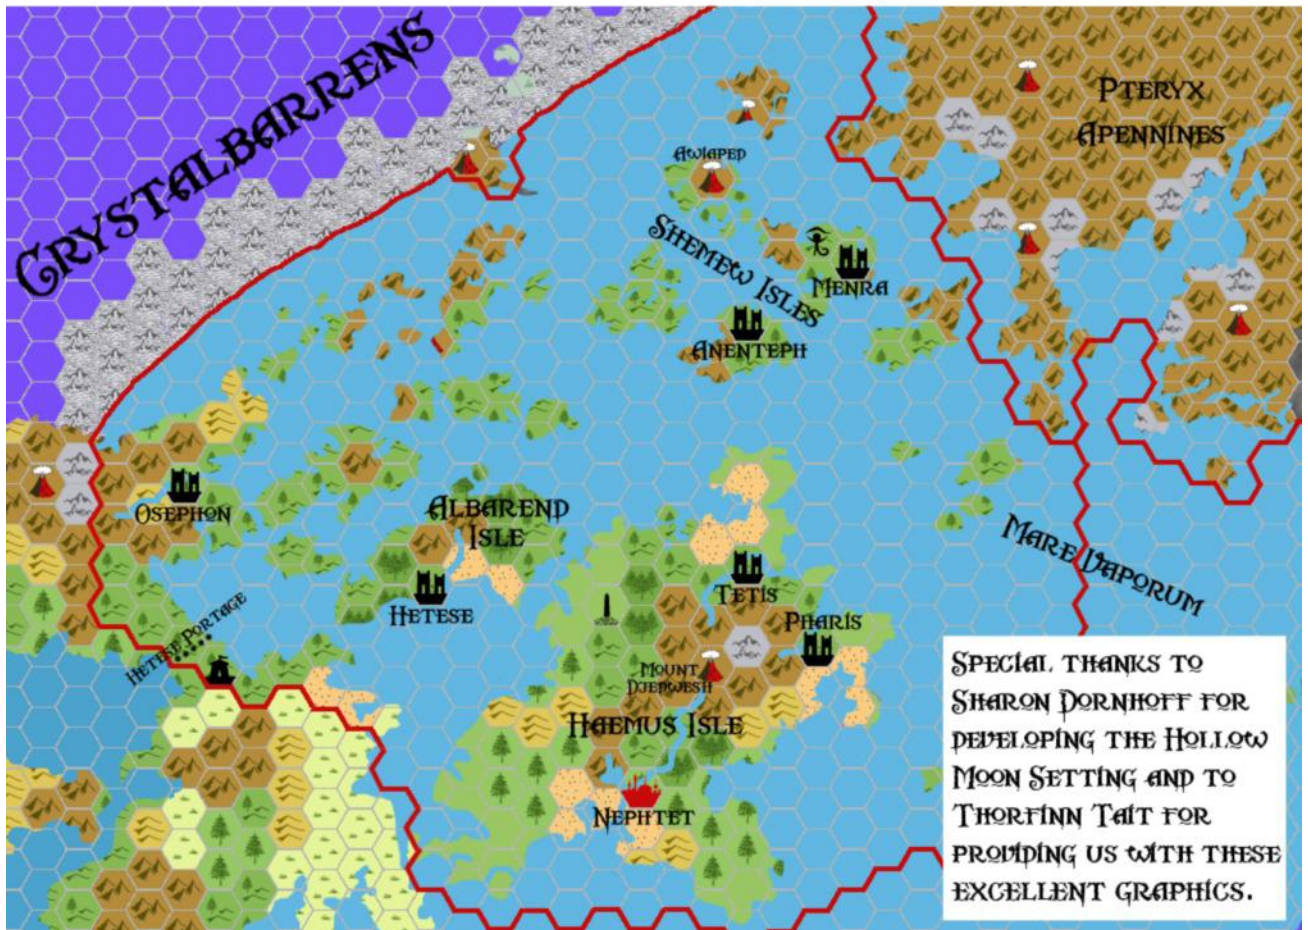 Crystalbarrens
Pteryx
Apennines
Awiaped
Shemew Isles
Menra
Anenteph
Osephon
Albarend
Isle
Hetese
Tetis
Mare Vaporum
Hetese Portage
Pharis
Mount
Djedwesh
Haemus Isle
Nephtet
Special thanks to
Sharon Dornhoff for
developing the Hollow
Moon Setting and to
Thorfinn Tait for
providing us with these
excellent graphics.